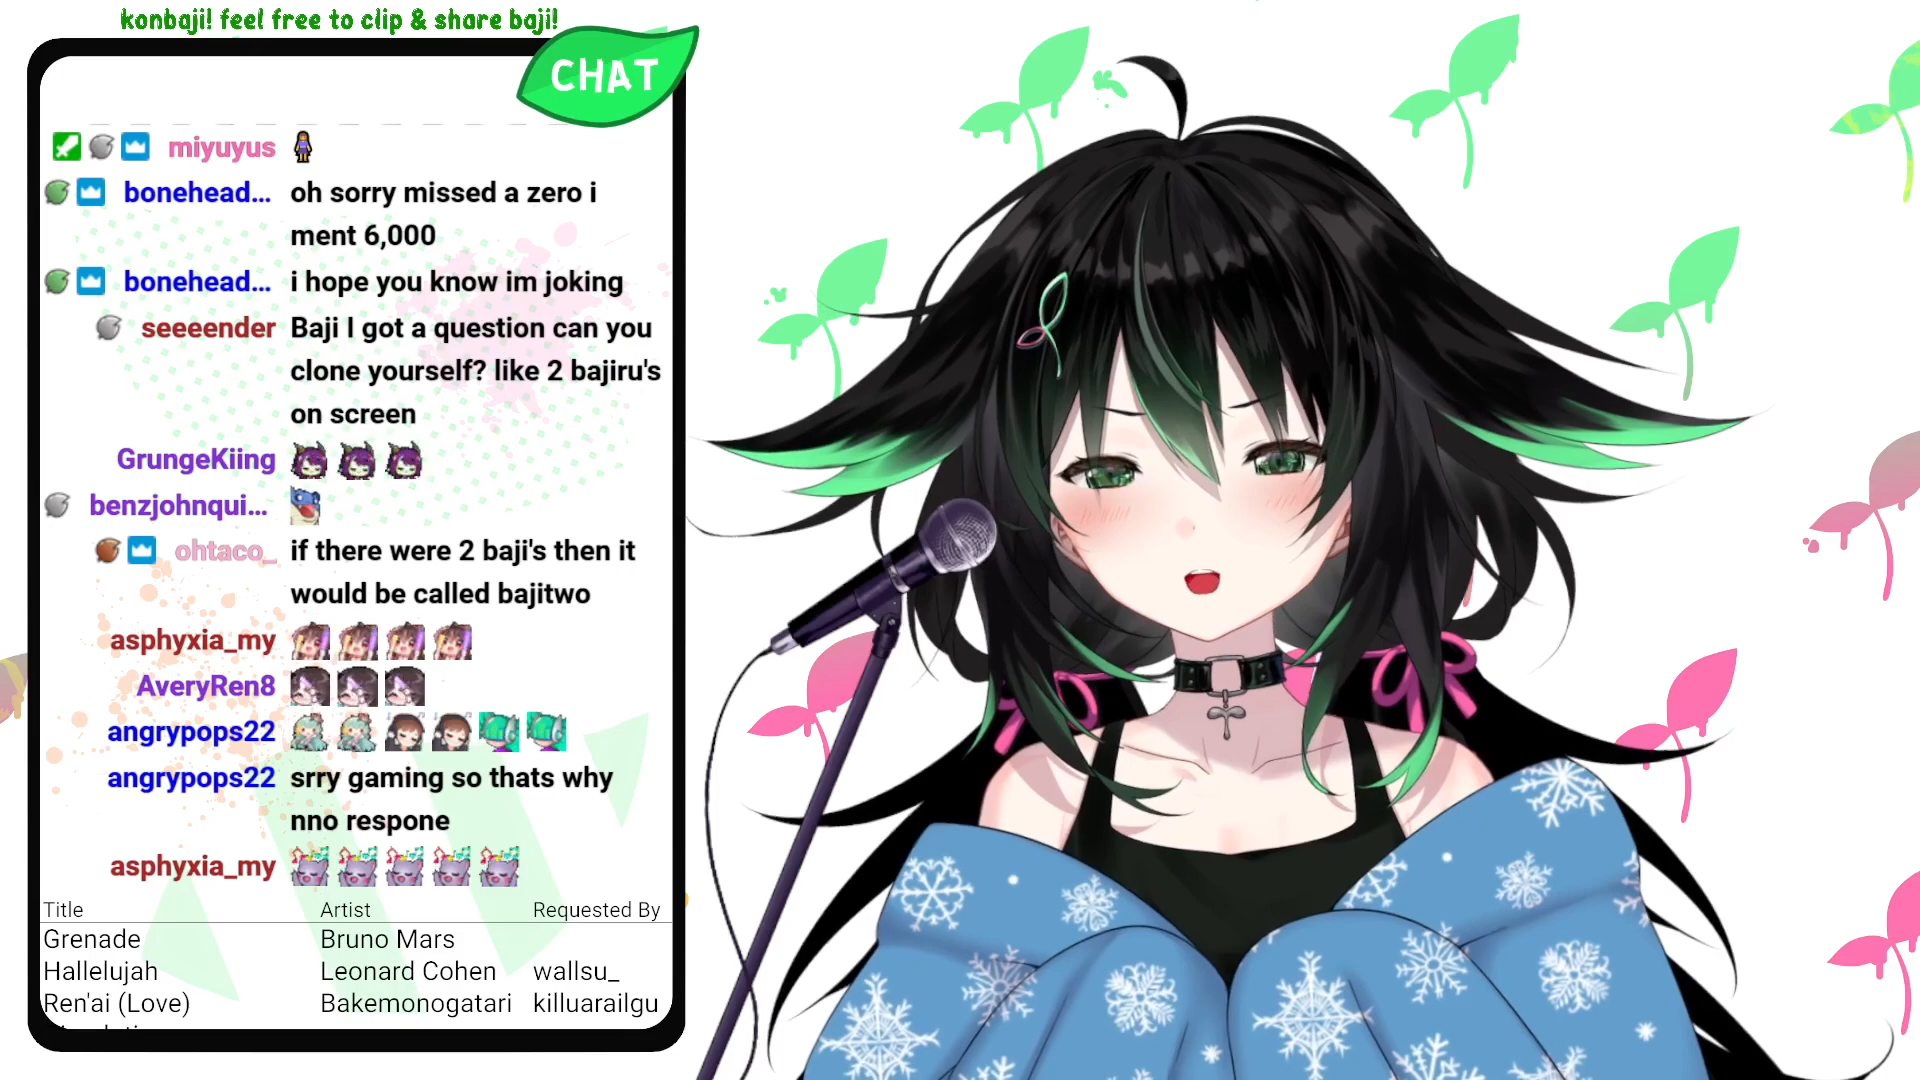 konbaji! feel free to clip & share baji!
CHAT
miyuyus
bonehead... oh sorry missed a zero i
ment 6,000
bonehead... i hope you know im joking
seeeender Baji I got a question can you
clone yourself? like 2 bajiru's
on screen
GrungeKiing
benzjohnqui...
ohtaco_ if there were 2 baji's then it
would be called bajitwo
asphyxia_my
AveryRen8
angrypops22
angrypops22 srry gaming so thats why
nno respone
asphyxia_my
Title Artist Requested By
Grenade Bruno Mars
Hallelujah Leonard Cohen wallsu_
Ren'ai (Love) Bakemonogatari killuarailgu